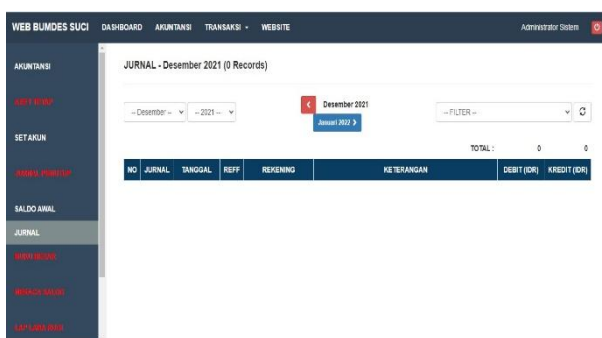 WEB BUMDES SUCI DASHBOARD AKUNTANSI TRANSAKSI WEBSITE Administrator Sistem
AKUNTANSI
SET AKUN
SALDO AWAL
JURNAL
JURNAL - Desember 2021 (0 Records)
-- Desember -- -- 2021 -- Desember 2021 -- FILTER --
Januari 2022
TOTAL : 0 0
NO JURNAL TANGGAL REFF REKENING KETERANGAN DEBIT (IDR) KREDIT (IDR)